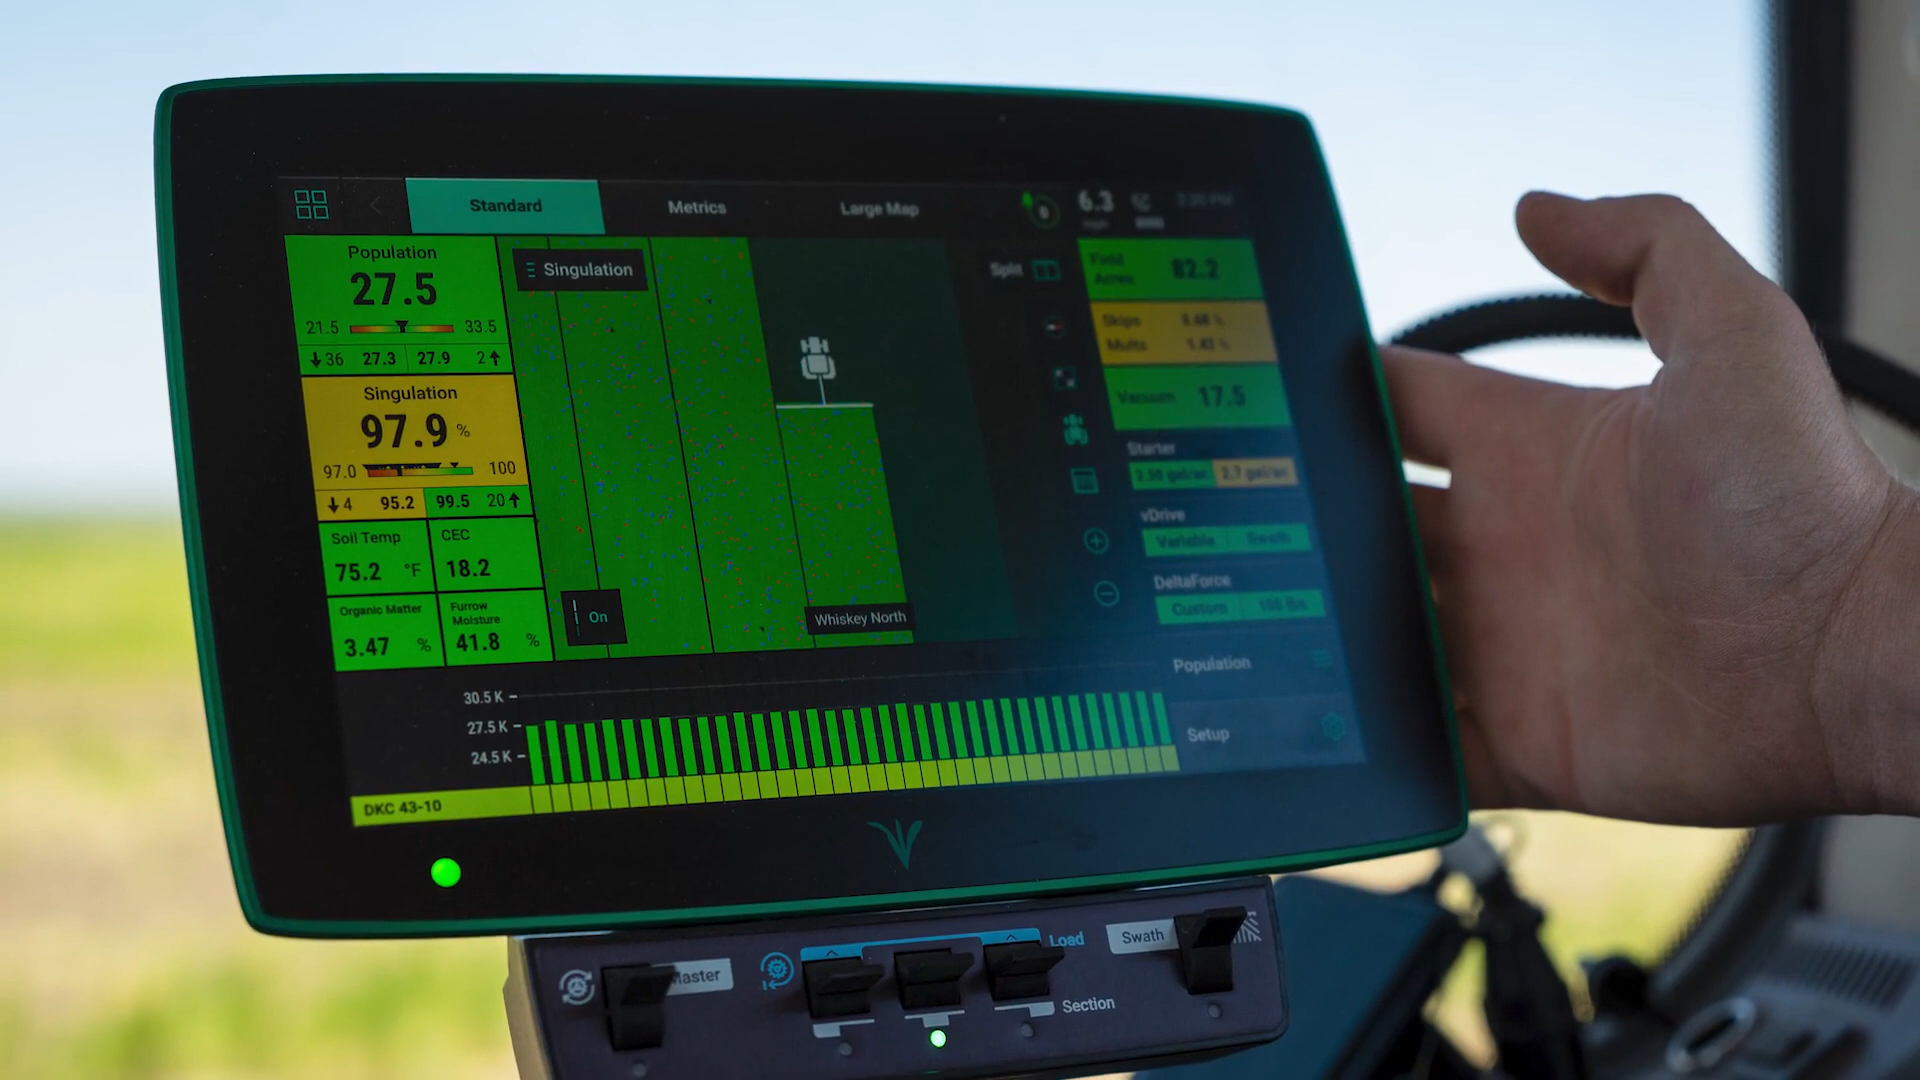 Standard
Metrics
Large Map
6.3
Population
27.5
21.5 33.5
36 27.3 27.9 2
Singulation
97.9 %
97.0 100
4 95.2 99.5 20
Soil Temp
75.2 °F
CEC
18.2
Organic Matter
3.47 %
Furrow
Moisture
41.8 %
Singulation
On
Whiskey North
Split
Field
Acres
82.2
Skips
Mults
Vacuum 17.5
Starter
2.7 gal/ac
vDrive
Variable Swath
DeltaForce
Custom 100 lbs
Population
Setup
30.5 K
27.5 K
24.5 K
DKC 43-10
Master
Load
Section
Swath